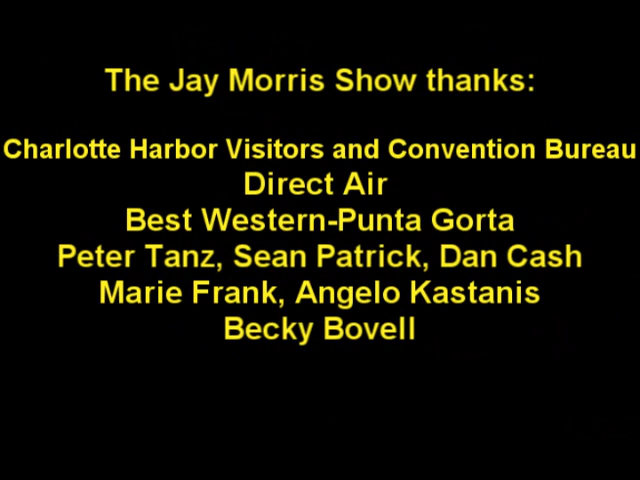 The Jay Morris Show thanks:
Charlotte Harbor Visitors and Convention Bureau
Direct Air
Best Western-Punta Gorta
Peter Tanz, Sean Patrick, Dan Cash
Marie Frank, Angelo Kastanis
Becky Bovell